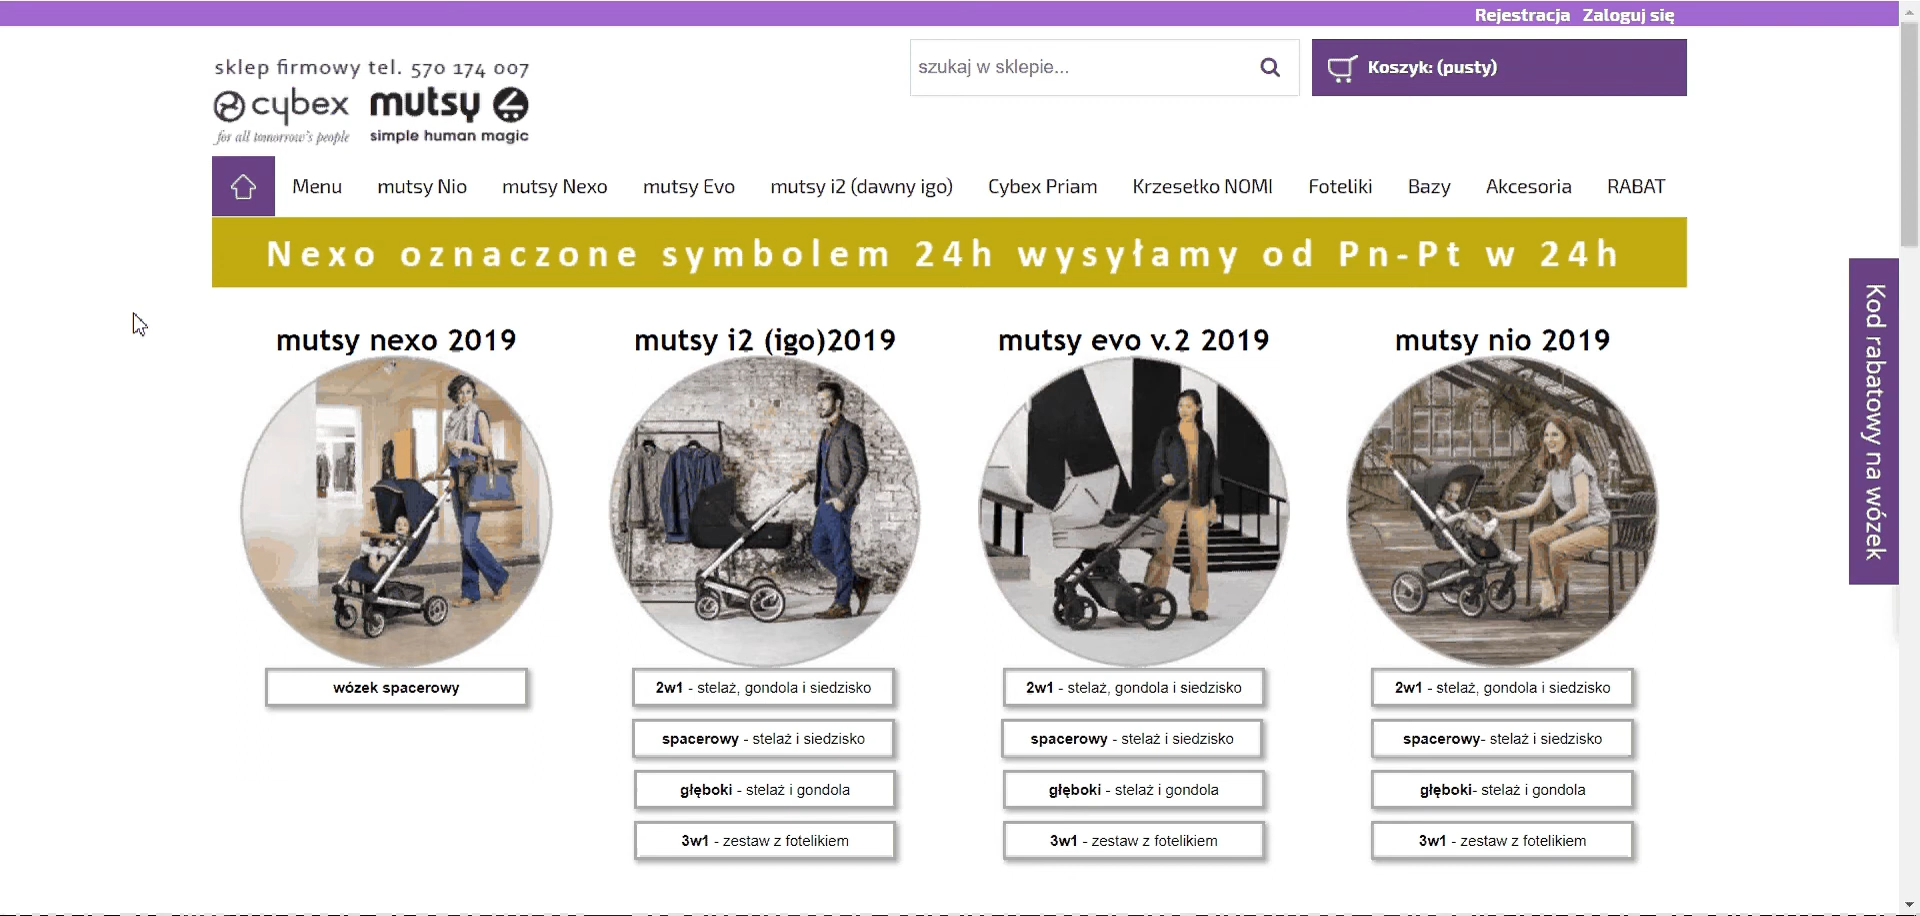 Rejestracja Zaloguj się
sklep firmowy tel. 570 174 007
cybex mutsy
for all tomorrow's people simple human magic
szukaj w sklepie...
Koszyk: (pusty)
Menu mutsy Nio mutsy Nexo mutsy Evo mutsy i2 (dawny igo) Cybex Priam Krzesełko NOMI Foteliki Bazy Akcesoria RABAT
Nexo oznaczone symbolem 24h wysyłamy od Pn-Pt w 24h
Kod rabatowy na wózek
mutsy nexo 2019
wózek spacerowy
mutsy i2 (igo)2019
2w1 - stelaż, gondola i siedzisko
spacerowy - stelaż i siedzisko
głęboki - stelaż i gondola
3w1 - zestaw z fotelikiem
mutsy evo v.2 2019
2w1 - stelaż, gondola i siedzisko
spacerowy - stelaż i siedzisko
głęboki - stelaż i gondola
3w1 - zestaw z fotelikiem
mutsy nio 2019
2w1 - stelaż, gondola i siedzisko
spacerowy- stelaż i siedzisko
głęboki- stelaż i gondola
3w1 - zestaw z fotelikiem